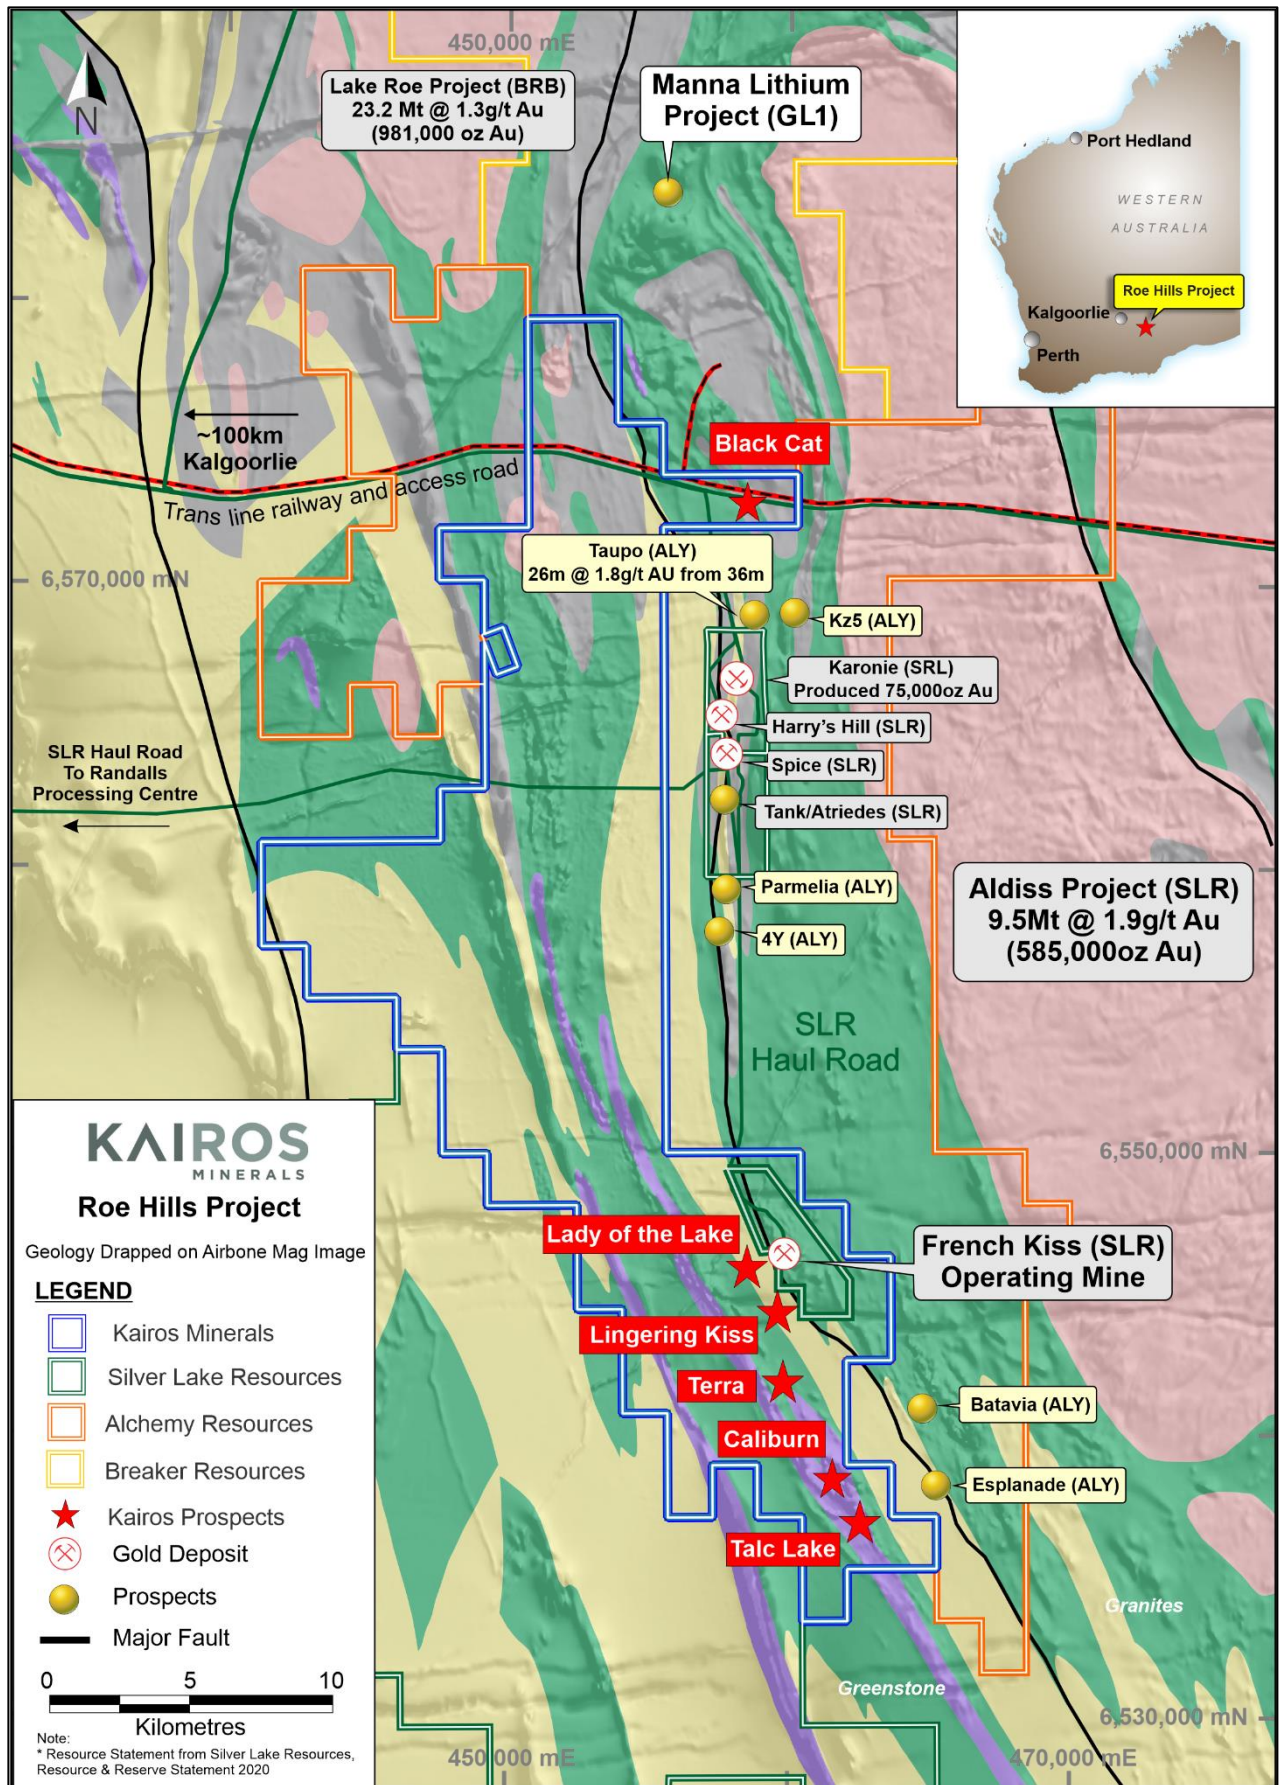 450,000 mE
Lake Roe Project (BRB)
23.2 Mt @ 1.3g/t Au
(981,000 oz Au)
Manna Lithium
Project (GL1)
N
Port Hedland
WESTERN
AUSTRALIA
Roe Hills Project
Kalgoorlie
Perth
~100km
Kalgoorlie
Black Cat
Trans line railway and access road
Taupo (ALY)
26m @ 1.8g/t AU from 36m
6,570,000 mN
Kz5 (ALY)
Karonie (SRL)
Produced 75,000oz Au
Harry's Hill (SLR)
Spice (SLR)
SLR Haul Road
To Randalls
Processing Centre
Tank/Atriedes (SLR)
Parmelia (ALY)
4Y (ALY)
Aldiss Project (SLR)
9.5Mt @ 1.9g/t Au
(585,000oz Au)
SLR
Haul Road
6,550,000 mN
Lady of the Lake
French Kiss (SLR)
Operating Mine
Lingering Kiss
Terra
Batavia (ALY)
Caliburn
Esplanade (ALY)
Talc Lake
Granites
Greenstone
6,530,000 mN
450,000 mE
470,000 mE
KAIROS
MINERALS
Roe Hills Project
Geology Drapped on Airbone Mag Image
LEGEND
Kairos Minerals
Silver Lake Resources
Alchemy Resources
Breaker Resources
Kairos Prospects
Gold Deposit
Prospects
Major Fault
0 5 10
Kilometres
Note:
* Resource Statement from Silver Lake Resources,
Resource & Reserve Statement 2020